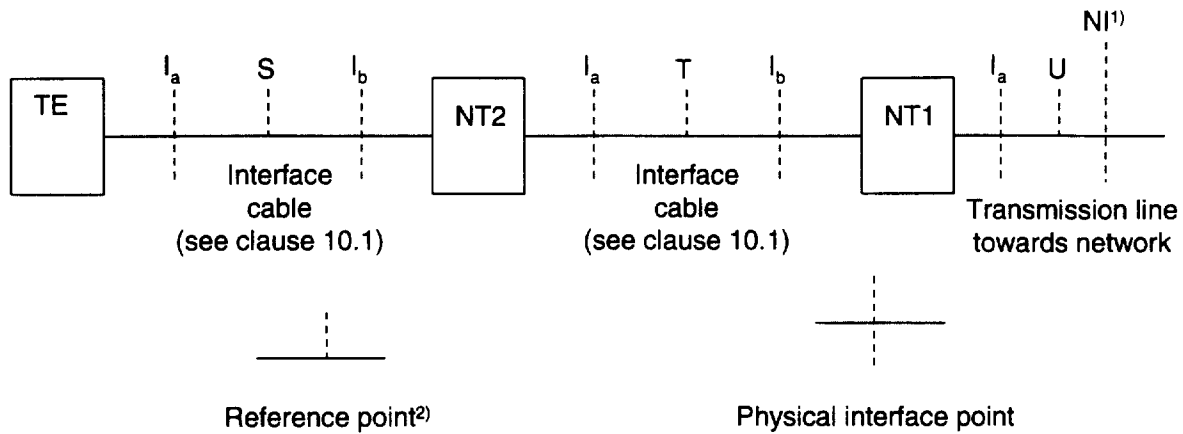 NI1)
Ia S Ib Ia T Ib Ia U
TE NT2 NT1
Interface
cable
(see clause 10.1)
Interface
cable
(see clause 10.1)
Transmission line
towards network
Reference point2)
Physical interface point